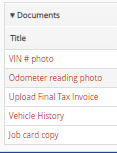 ▼ Documents
Title
VIN # photo
Odometer reading photo
Upload Final Tax Invoice
Vehicle History
Job card copy